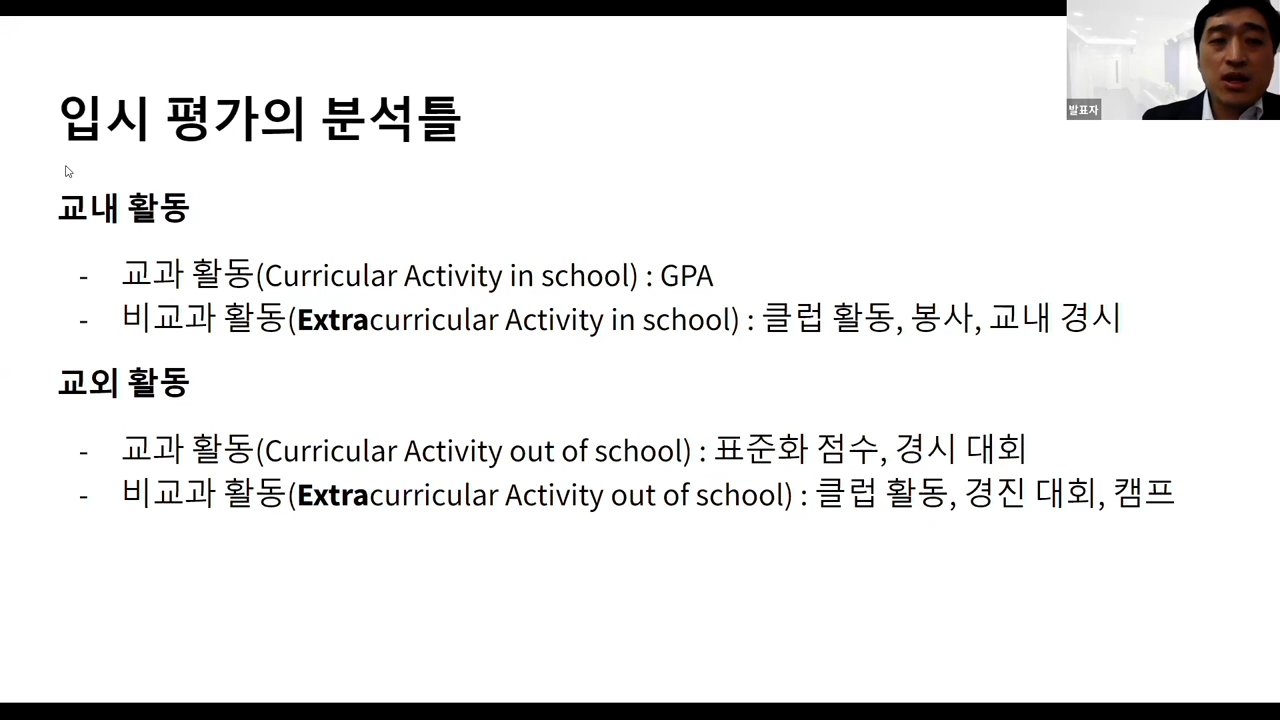 입시 평가의 분석틀
발표자
교내 활동
- 교과 활동(Curricular Activity in school) : GPA
- 비교과 활동(Extracurricular Activity in school) : 클럽 활동, 봉사, 교내 경시
교외 활동
- 교과 활동(Curricular Activity out of school) : 표준화 점수, 경시 대회
- 비교과 활동(Extracurricular Activity out of school) : 클럽 활동, 경진 대회, 캠프